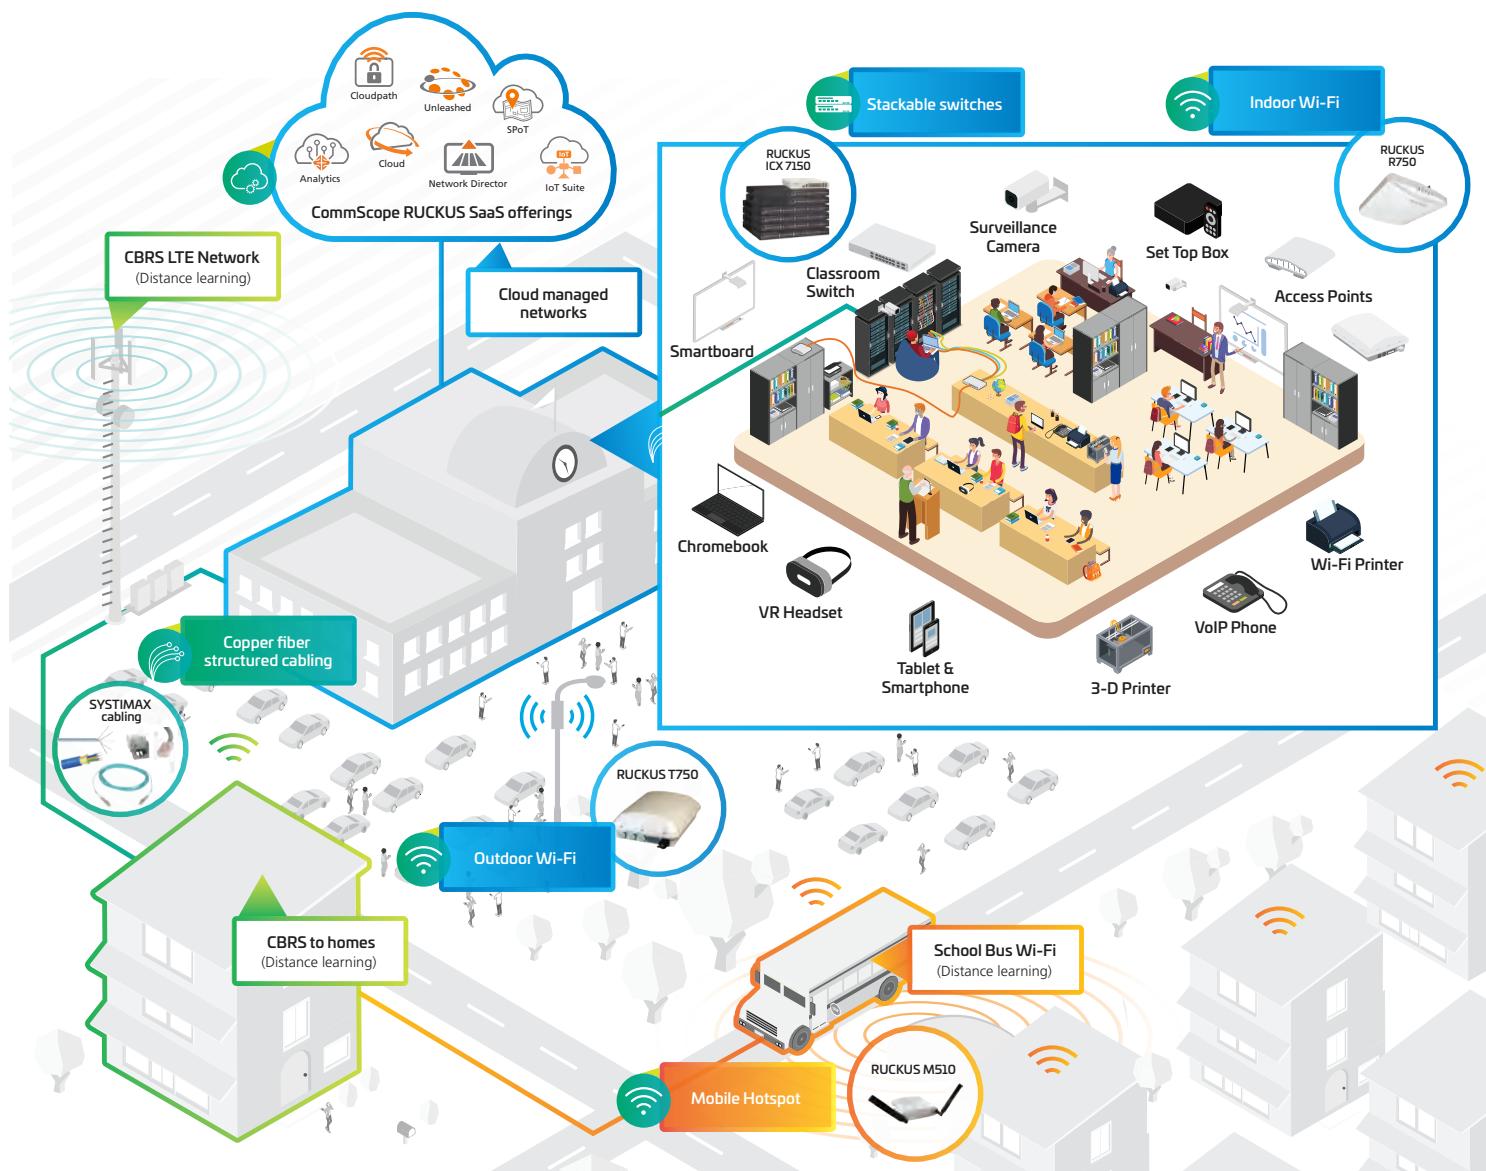 Cloudpath
Unleashed
SPoT
Analytics
Cloud
Network Director
IoT
IoT Suite
CommScope RUCKUS SaaS offerings
Stackable switches
Indoor Wi-Fi
RUCKUS
ICX 7150
RUCKUS
R750
CBRS LTE Network
(Distance learning)
Cloud managed
networks
Surveillance
Camera
Set Top Box
Classroom
Switch
Access Points
Smartboard
Chromebook
VR Headset
Tablet &
Smartphone
3-D Printer
VoIP Phone
Wi-Fi Printer
Copper fiber
structured cabling
SYSTIMAX
cabling
RUCKUS T750
Outdoor Wi-Fi
CBRS to homes
(Distance learning)
School Bus Wi-Fi
(Distance learning)
Mobile Hotspot
RUCKUS M510